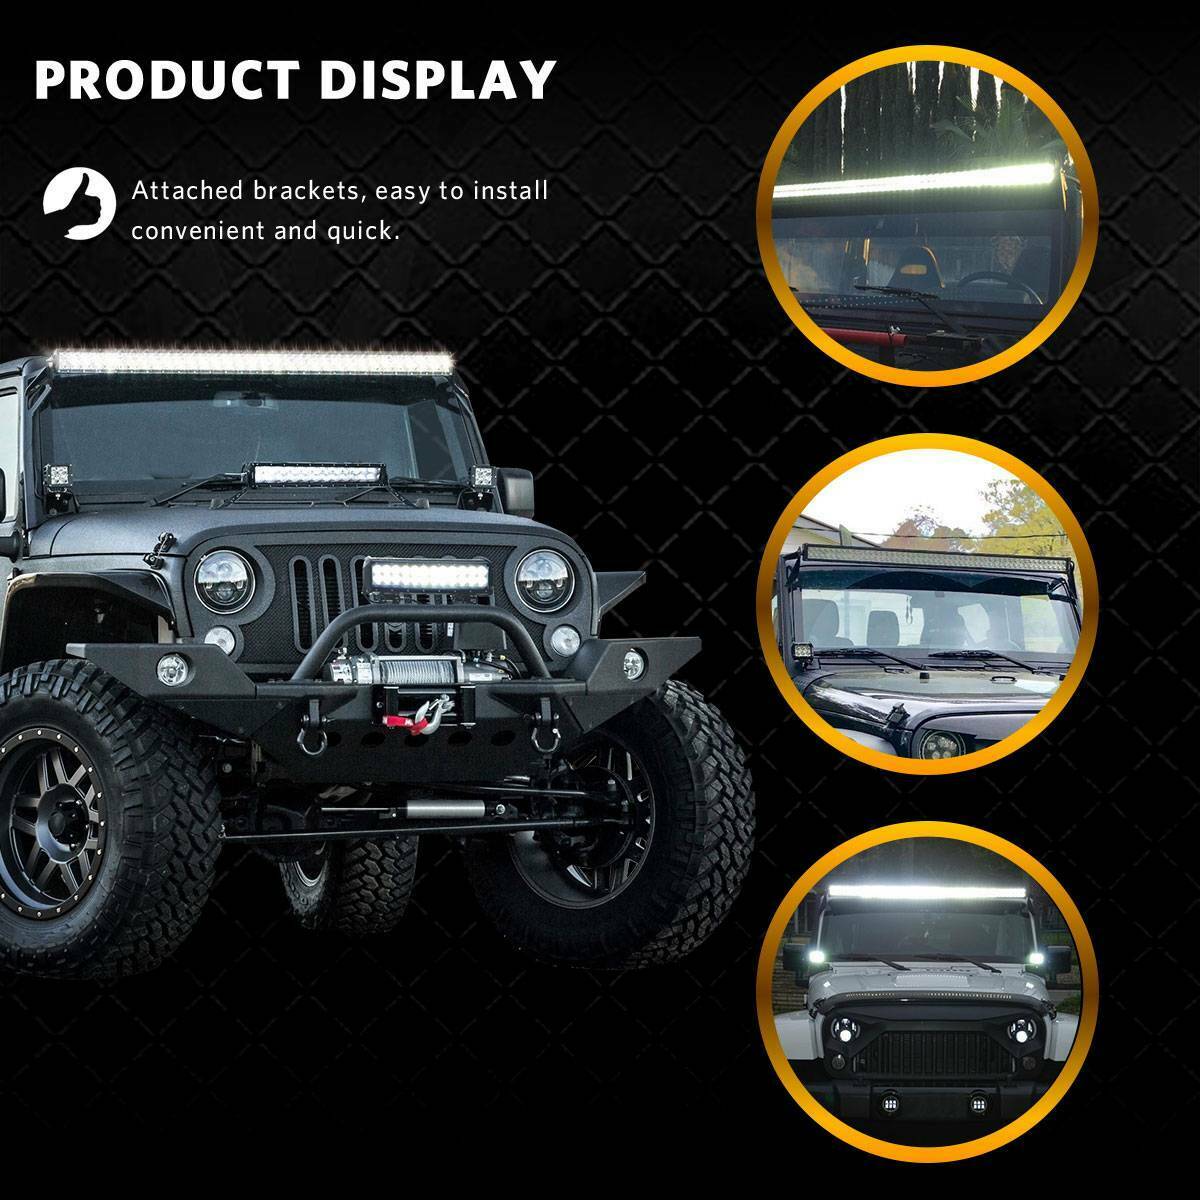 PRODUCT DISPLAY
Attached brackets, easy to install
convenient and quick.